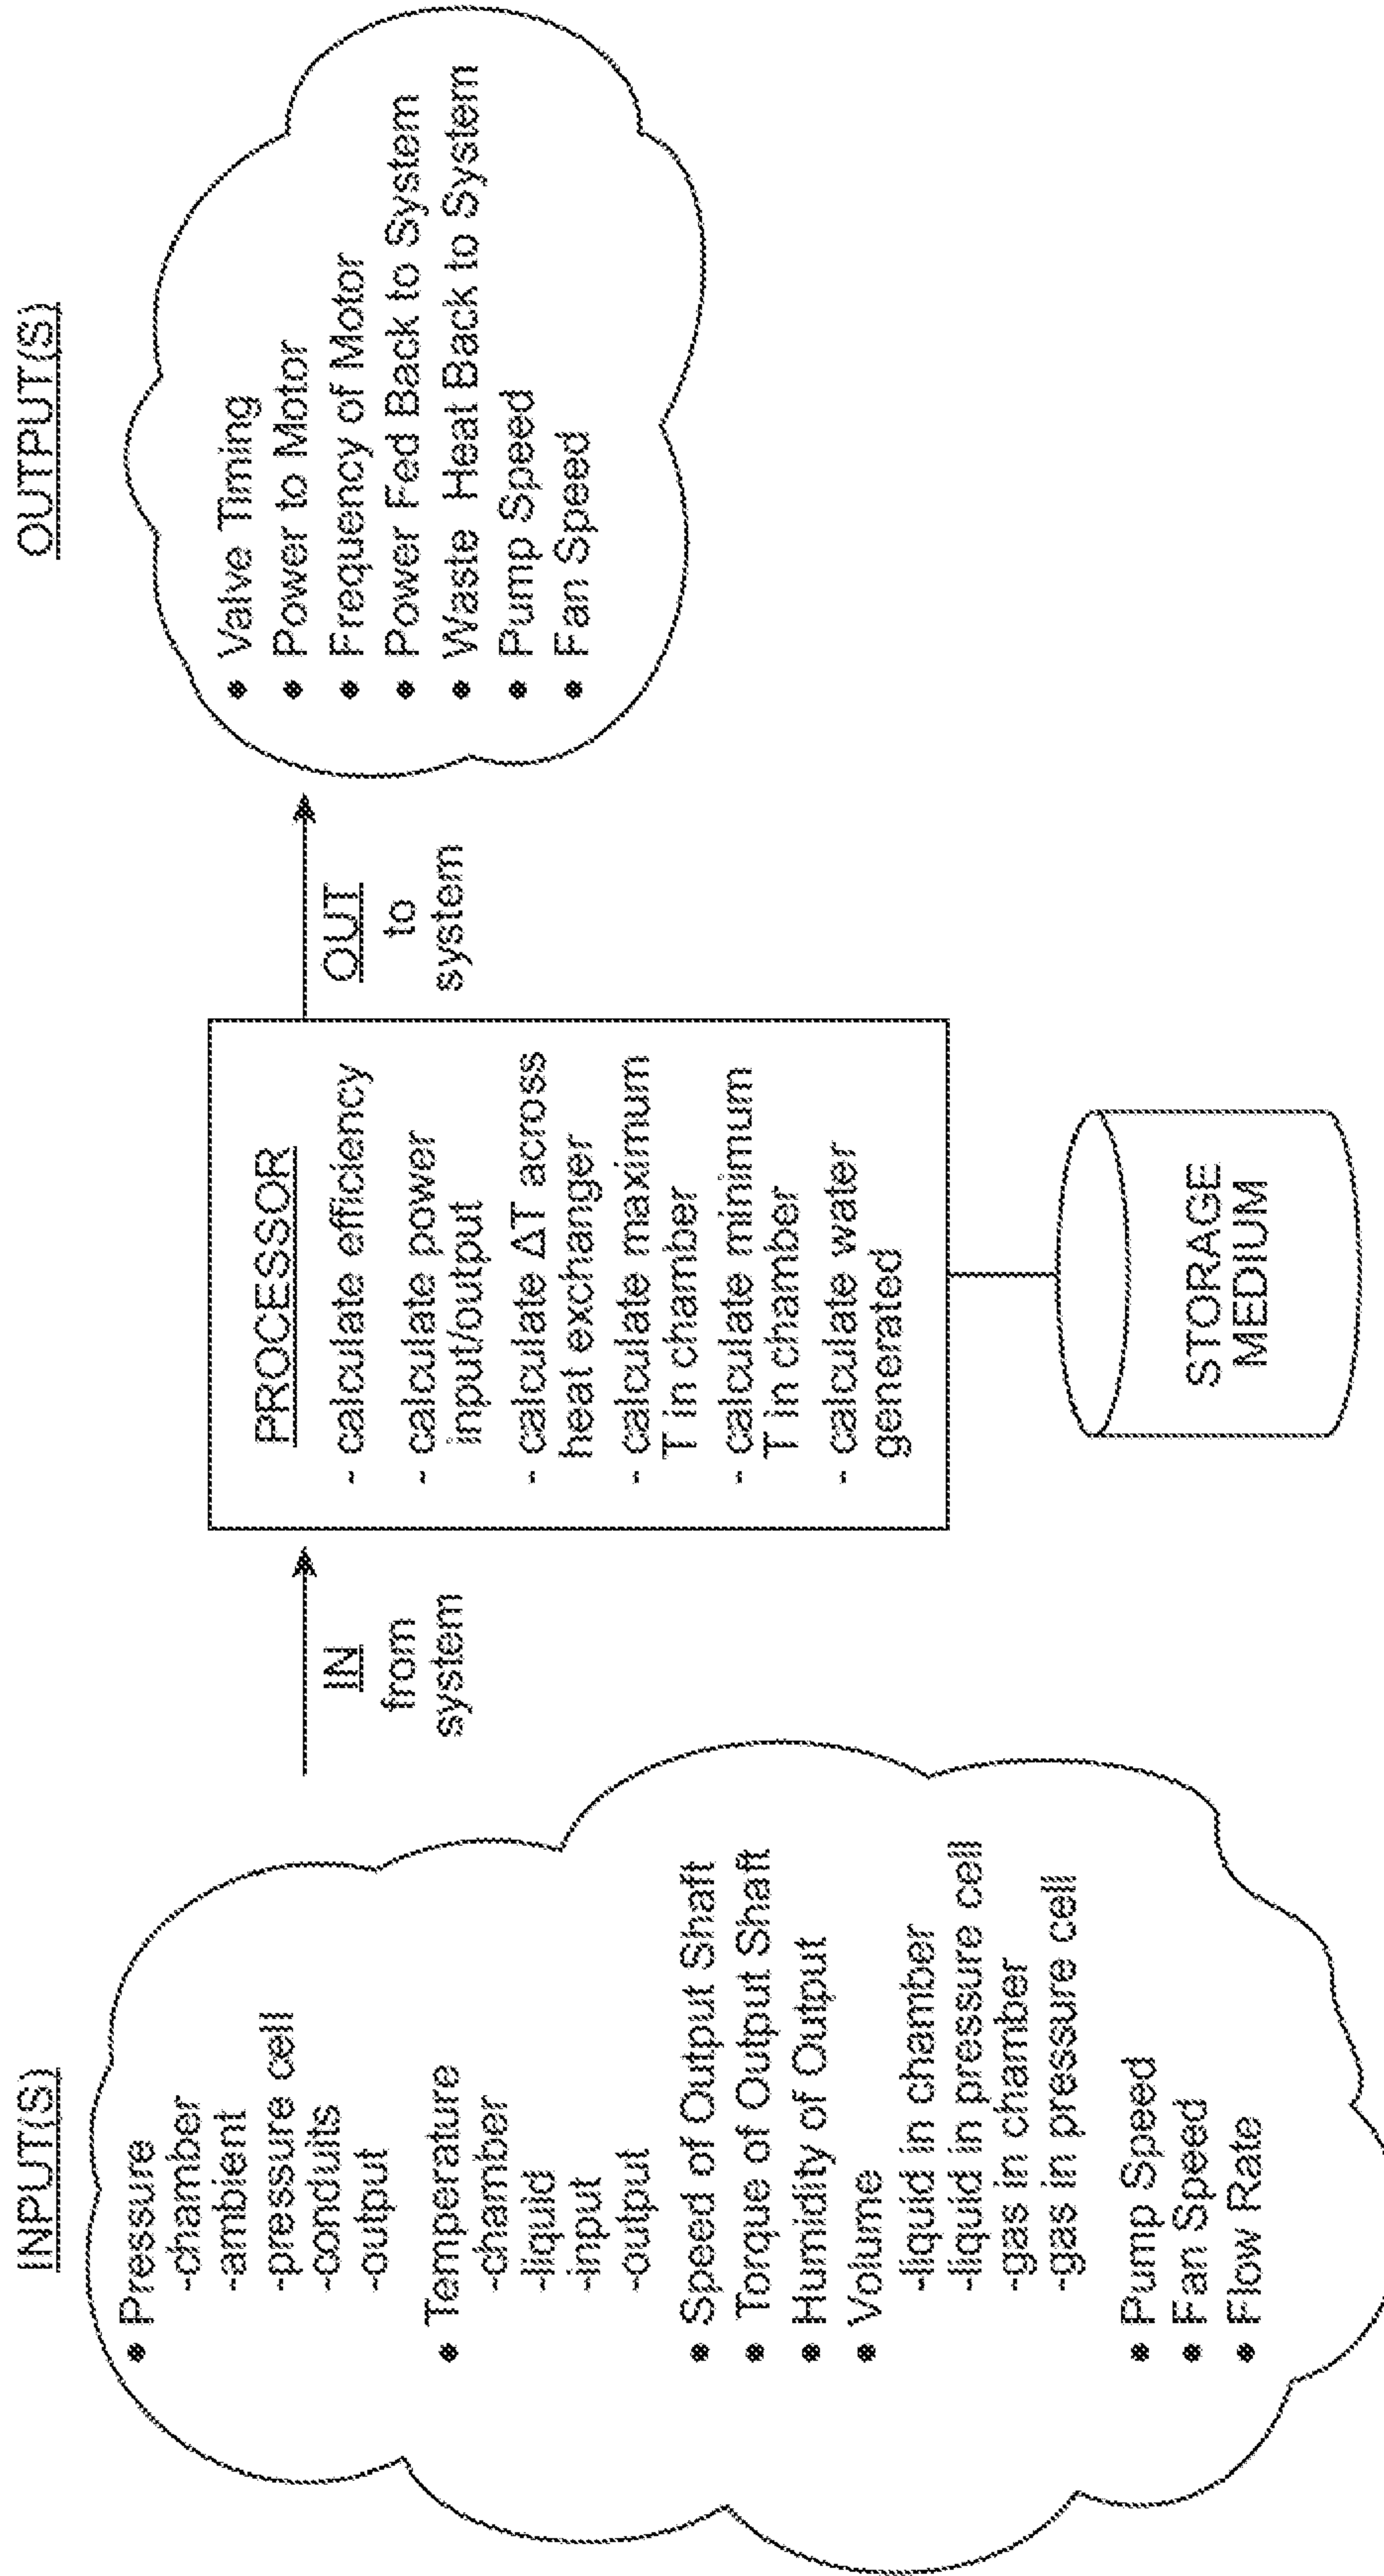 INPUT(S)
● Pressure
-chamber
-ambient
-pressure cell
-conduits
-output
● Temperature
-chamber
-liquid
-input
-output
● Speed of Output Shaft
● Torque of Output Shaft
● Humidity of Output
● Volume
-liquid in chamber
-liquid in pressure cell
-gas in chamber
-gas in pressure cell
● Pump Speed
● Fan Speed
● Flow Rate
IN
from
system
PROCESSOR
- calculate efficiency
- calculate power
input/output
- calculate ΔT across
heat exchanger
- calculate maximum
T in chamber
- calculate minimum
T in chamber
- calculate water
generated
STORAGE
MEDIUM
OUT
to
system
OUTPUT(S)
● Valve Timing
● Power to Motor
● Frequency of Motor
● Power Fed Back to System
● Waste Heat Back to System
● Pump Speed
● Fan Speed